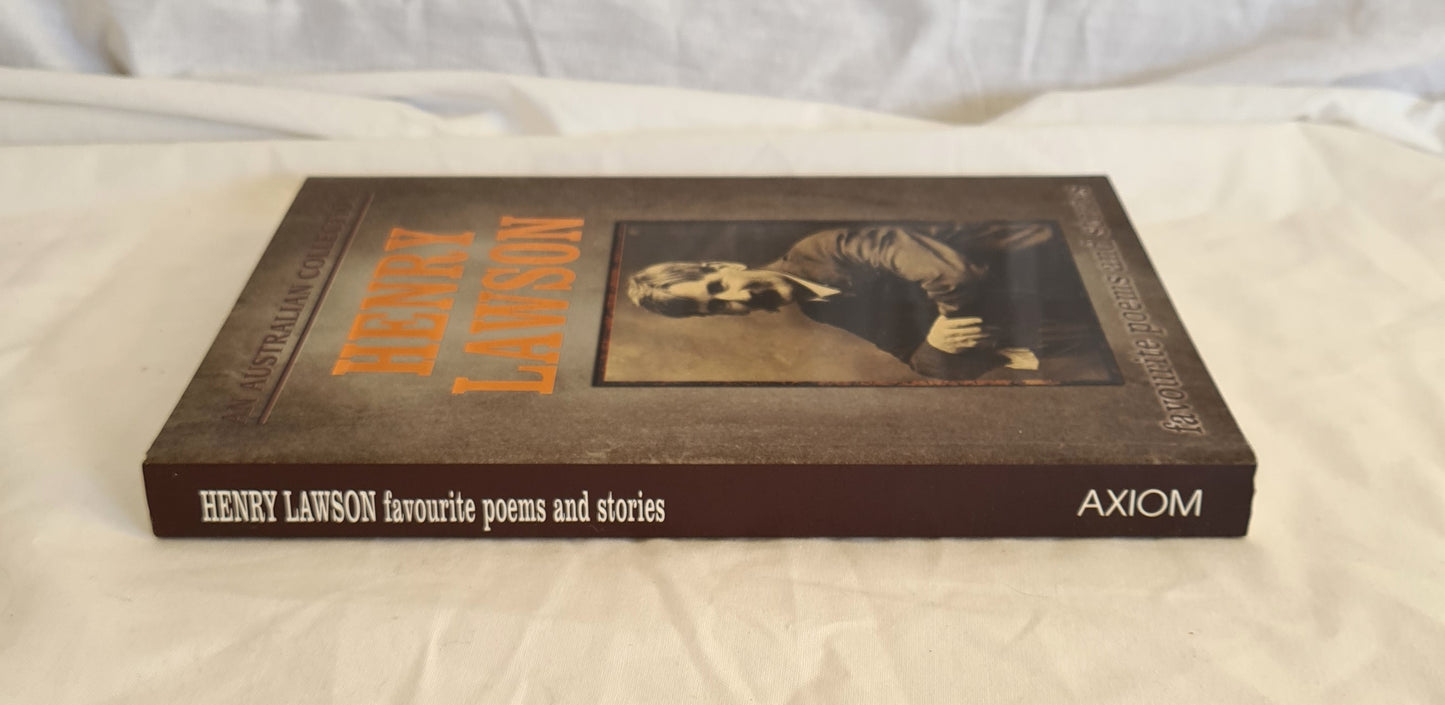 AN AUSTRALIAN COLLECTION
HENRY
LAWSON
favourite poems and stories
HENRY LAWSON favourite poems and stories
AXIOM